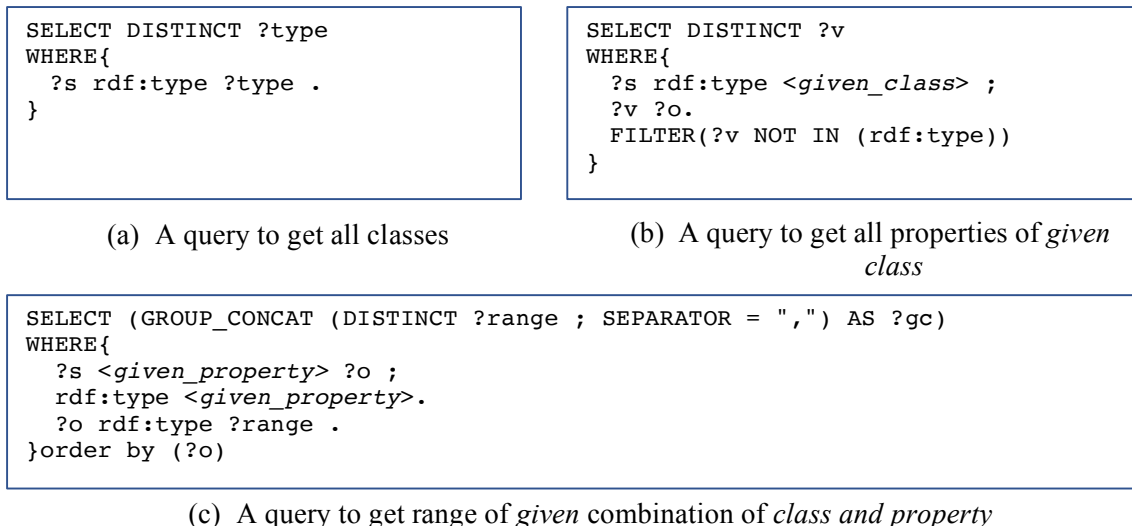 SELECT DISTINCT ?type
WHERE{
?s rdf:type ?type .
}
(a) A query to get all classes
SELECT DISTINCT ?v
WHERE{
?s rdf:type <given_class> ;
?v ?o.
FILTER(?v NOT IN (rdf:type))
}
(b) A query to get all properties of given
class
SELECT (GROUP_CONCAT (DISTINCT ?range ; SEPARATOR = ",") AS ?gc)
WHERE{
?s <given_property> ?o ;
rdf:type <given_property>.
?o rdf:type ?range .
}order by (?o)
(c) A query to get range of given combination of class and property